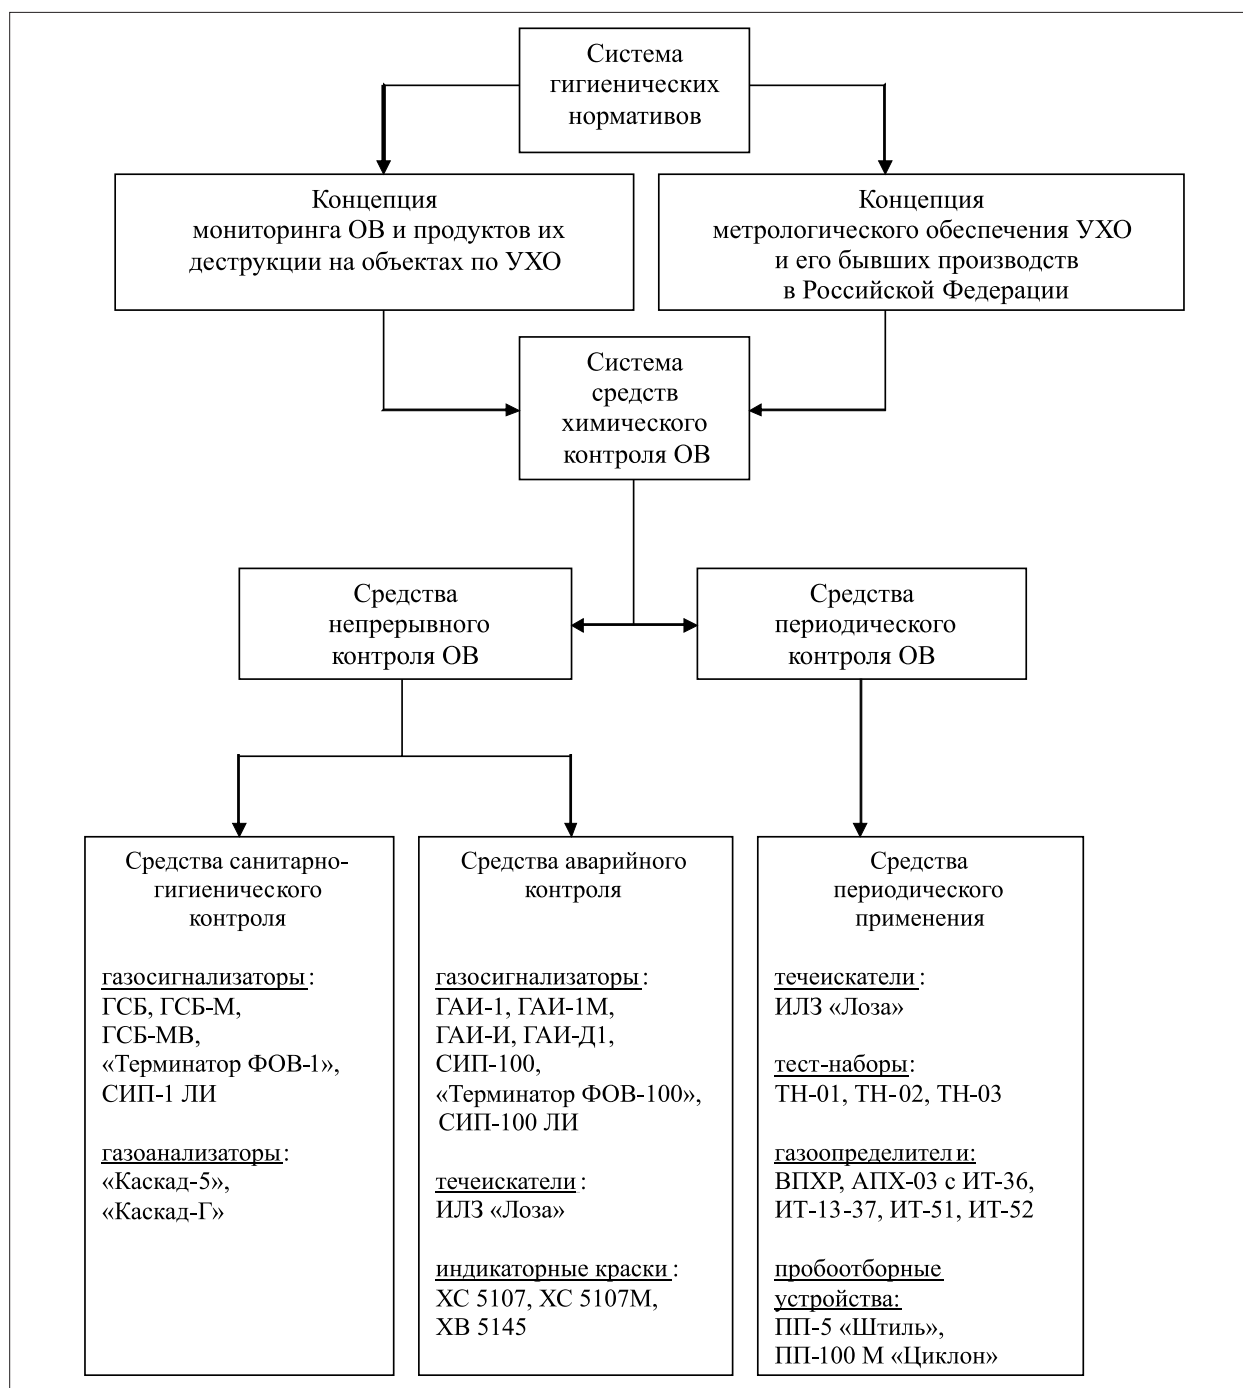 Система
гигиенических
нормативов
Концепция
мониторинга ОВ и продуктов их
деструкции на объектах по УХО
Концепция
метрологического обеспечения УХО
и его бывших производств
в Российской Федерации
Система
средств
химического
контроля ОВ
Средства
непрерывного
контроля ОВ
Средства
периодического
контроля ОВ
Средства санитарно-
гигиенического
контроля
газосигнализаторы:
ГСБ, ГСБ-М,
ГСБ-МВ,
«Терминатор ФОВ-1»,
СИП-1 ЛИ
газоанализаторы:
«Каскад-5»,
«Каскад-Г»
Средства аварийного
контроля
газосигнализаторы:
ГАИ-1, ГАИ-1М,
ГАИ-И, ГАИ-Д1,
СИП-100,
«Терминатор ФОВ-100»,
СИП-100 ЛИ
течеискатели:
ИЛЗ «Лоза»
индикаторные краски:
ХС 5107, ХС 5107М,
ХВ 5145
Средства
периодического
применения
течеискатели:
ИЛЗ «Лоза»
тест-наборы:
ТН-01, ТН-02, ТН-03
газоопределители:
ВПХР, АПХ-03 с ИТ-36,
ИТ-13-37, ИТ-51, ИТ-52
пробоотборные
устройства:
ПП-5 «Штиль»,
ПП-100 М «Циклон»